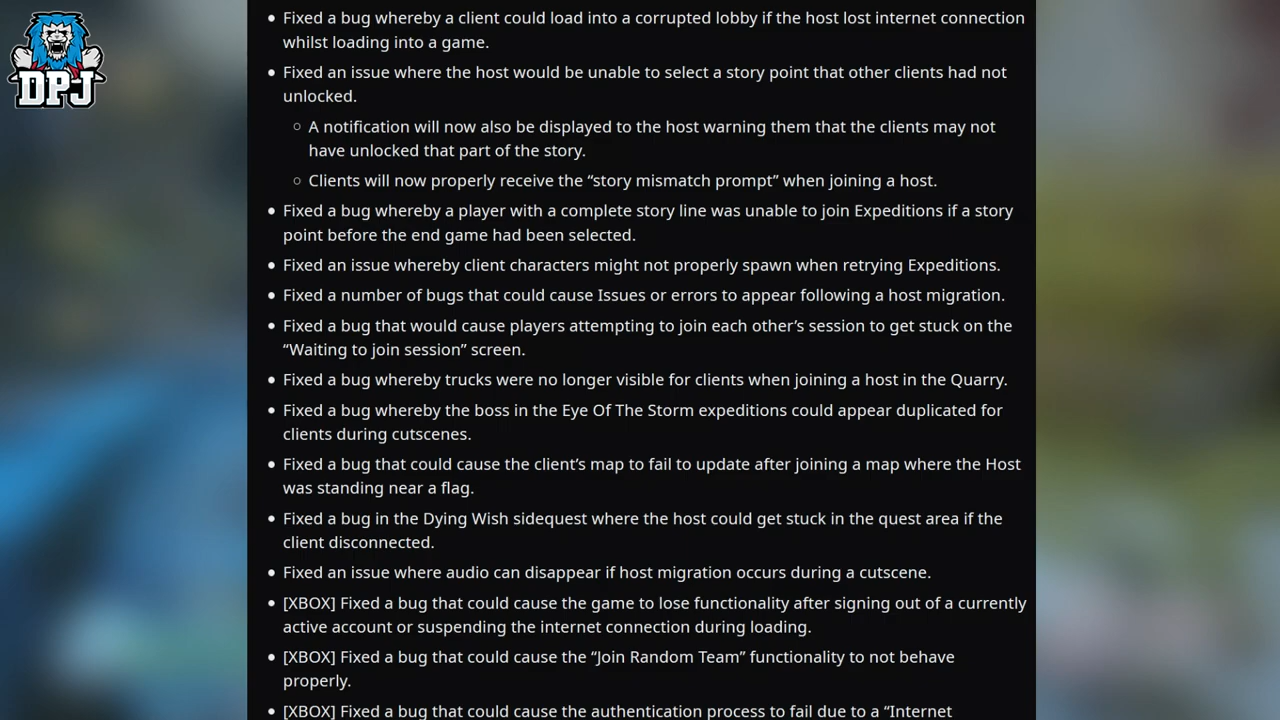 DPJ
• Fixed a bug whereby a client could load into a corrupted lobby if the host lost internet connection
whilst loading into a game.
• Fixed an issue where the host would be unable to select a story point that other clients had not
unlocked.
○ A notification will now also be displayed to the host warning them that the clients may not
have unlocked that part of the story.
○ Clients will now properly receive the “story mismatch prompt” when joining a host.
• Fixed a bug whereby a player with a complete story line was unable to join Expeditions if a story
point before the end game had been selected.
• Fixed an issue whereby client characters might not properly spawn when retrying Expeditions.
• Fixed a number of bugs that could cause Issues or errors to appear following a host migration.
• Fixed a bug that would cause players attempting to join each other’s session to get stuck on the
“Waiting to join session” screen.
• Fixed a bug whereby trucks were no longer visible for clients when joining a host in the Quarry.
• Fixed a bug whereby the boss in the Eye Of The Storm expeditions could appear duplicated for
clients during cutscenes.
• Fixed a bug that could cause the client’s map to fail to update after joining a map where the Host
was standing near a flag.
• Fixed a bug in the Dying Wish sidequest where the host could get stuck in the quest area if the
client disconnected.
• Fixed an issue where audio can disappear if host migration occurs during a cutscene.
• [XBOX] Fixed a bug that could cause the game to lose functionality after signing out of a currently
active account or suspending the internet connection during loading.
• [XBOX] Fixed a bug that could cause the “Join Random Team” functionality to not behave
properly.
• [XBOX] Fixed a bug that could cause the authentication process to fail due to a “Internet